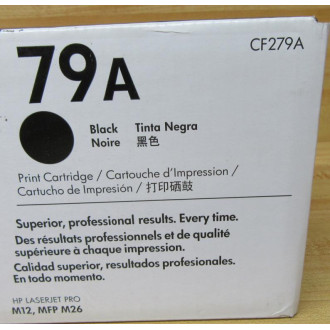 79A
CF279A
Black Tinta Negra
Noire 黑色
Print Cartridge / Cartouche d'Impression /
Cartucho de Impresión / 打印硒鼓
Superior, professional results. Every time.
Des résultats professionnels et de qualité
supérieure à chaque impression.
Calidad superior, resultados profesionales.
En todo momento.
HP LASERJET PRO
M12, MFP M26